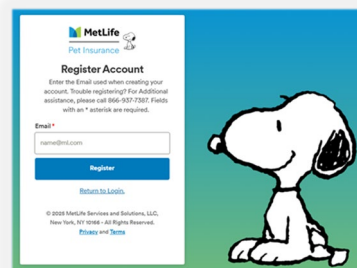 MetLife
Pet Insurance
Register Account
Enter the Email used when creating your
account. Trouble registering? For Additional
assistance, please call 866-937-7387. Fields
with an * asterisk are required.
Email *
name@ml.com
Register
Return to Login.
© 2025 MetLife Services and Solutions, LLC,
New York, NY 10166 - All Rights Reserved.
Privacy and Terms